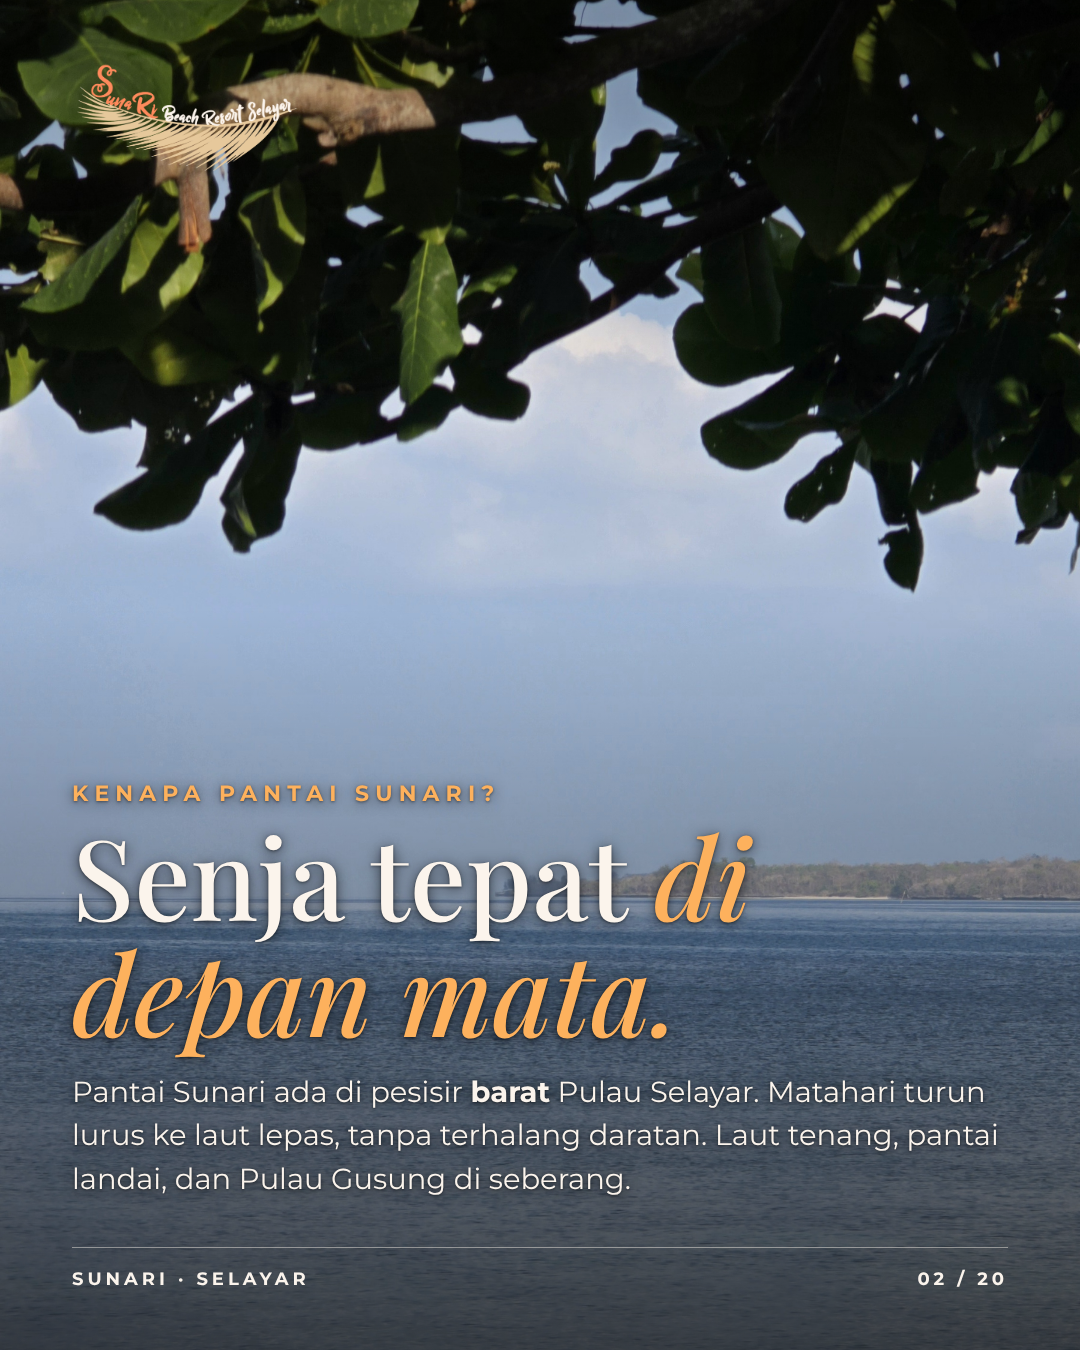 SunaRi Beach Resort Selayar
KENAPA PANTAI SUNARI?
Senja tepat di
depan mata.
Pantai Sunari ada di pesisir barat Pulau Selayar. Matahari turun
lurus ke laut lepas, tanpa terhalang daratan. Laut tenang, pantai
landai, dan Pulau Gusung di seberang.
SUNARI · SELAYAR
02 / 20